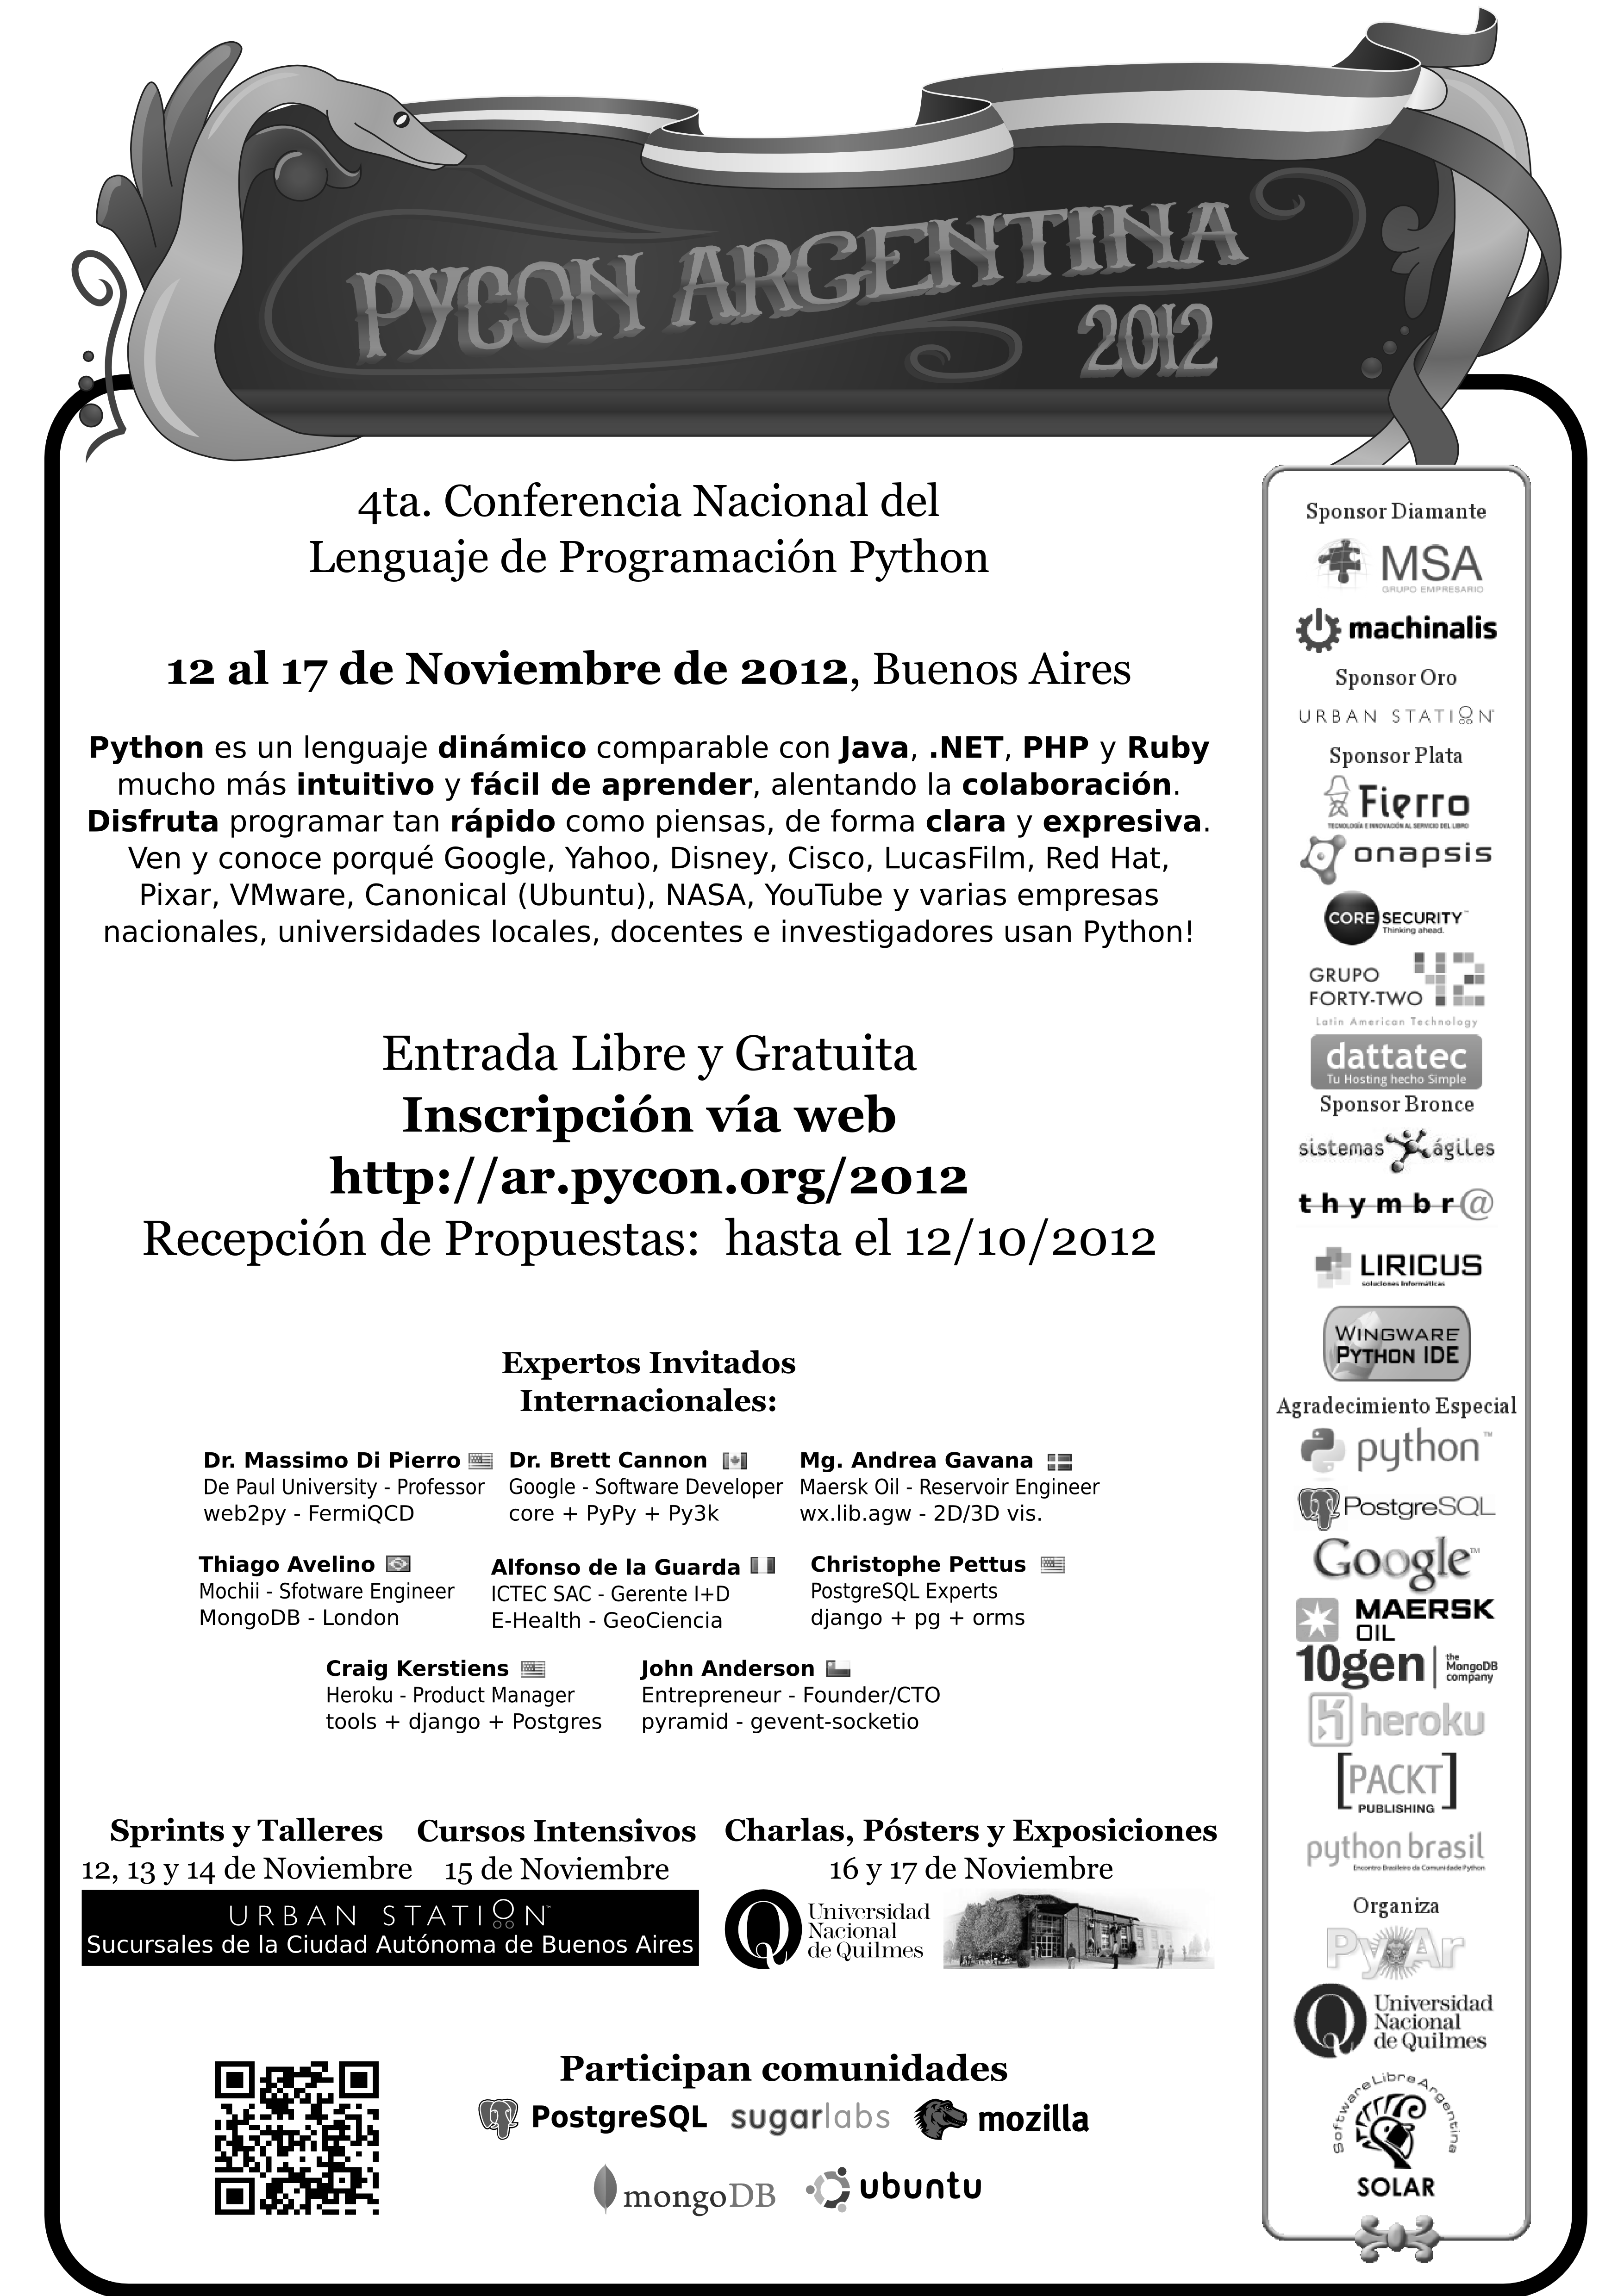 PYCON ARGENTINA
2012
4ta. Conferencia Nacional del
Lenguaje de Programación Python
12 al 17 de Noviembre de 2012, Buenos Aires
Python es un lenguaje dinámico comparable con Java, .NET, PHP y Ruby
mucho más intuitivo y fácil de aprender, alentando la colaboración.
Disfruta programar tan rápido como piensas, de forma clara y expresiva.
Ven y conoce porqué Google, Yahoo, Disney, Cisco, LucasFilm, Red Hat,
Pixar, VMware, Canonical (Ubuntu), NASA, YouTube y varias empresas
nacionales, universidades locales, docentes e investigadores usan Python!
Entrada Libre y Gratuita
Inscripción vía web
http://ar.pycon.org/2012
Recepción de Propuestas: hasta el 12/10/2012
Expertos Invitados
Internacionales:
Dr. Massimo Di Pierro
De Paul University - Professor
web2py - FermiQCD
Dr. Brett Cannon
Google - Software Developer
core + PyPy + Py3k
Mg. Andrea Gavana
Maersk Oil - Reservoir Engineer
wx.lib.agw - 2D/3D vis.
Thiago Avelino
Mochii - Sfotware Engineer
MongoDB - London
Alfonso de la Guarda
ICTEC SAC - Gerente I+D
E-Health - GeoCiencia
Christophe Pettus
PostgreSQL Experts
django + pg + orms
Craig Kerstiens
Heroku - Product Manager
tools + django + Postgres
John Anderson
Entrepreneur - Founder/CTO
pyramid - gevent-socketio
Sprints y Talleres
12, 13 y 14 de Noviembre
Cursos Intensivos
15 de Noviembre
URBAN STATION™
Sucursales de la Ciudad Autónoma de Buenos Aires
Charlas, Pósters y Exposiciones
16 y 17 de Noviembre
Q
Universidad
Nacional
de Quilmes
Participan comunidades
PostgreSQL
sugarlabs
mozilla
mongoDB
ubuntu
Sponsor Diamante
MSA
GRUPO EMPRESARIO
machinalis
Sponsor Oro
URBAN STATION
Sponsor Plata
Fierro
TECNOLOGÍA E INNOVACIÓN AL SERVICIO DEL LIBRO
onapsis
CORE SECURITY™
Thinking ahead.
42
GRUPO
FORTY-TWO
Latin American Technology
dattatec
Tu Hosting hecho Simple
Sponsor Bronce
sistemas ágiles
thymbr@
LIRICUS
soluciones informáticas
WINGWARE
PYTHON IDE
Agradecimiento Especial
python™
PostgreSQL
Google™
MAERSK
OIL
10gen
the
MongoDB
company
heroku
[PACKT]
PUBLISHING
python brasil
Encontro Brasileiro da Comunidade Python
Organiza
PyAr
Q
Universidad
Nacional
de Quilmes
Software Libre Argentina
SOLAR